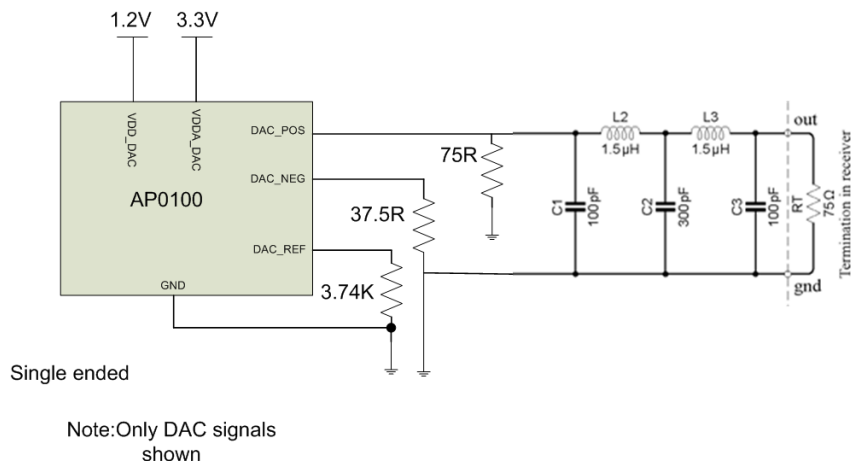 1.2V
3.3V
VDD_DAC
VDDA_DAC
DAC_POS
DAC_NEG
DAC_REF
AP0100
GND
75R
37.5R
3.74K
L2
1.5µH
L3
1.5µH
C1
100pF
C2
300pF
C3
100pF
out
RT
75Ω
gnd
Termination in receiver
Single ended
Note:Only DAC signals
shown